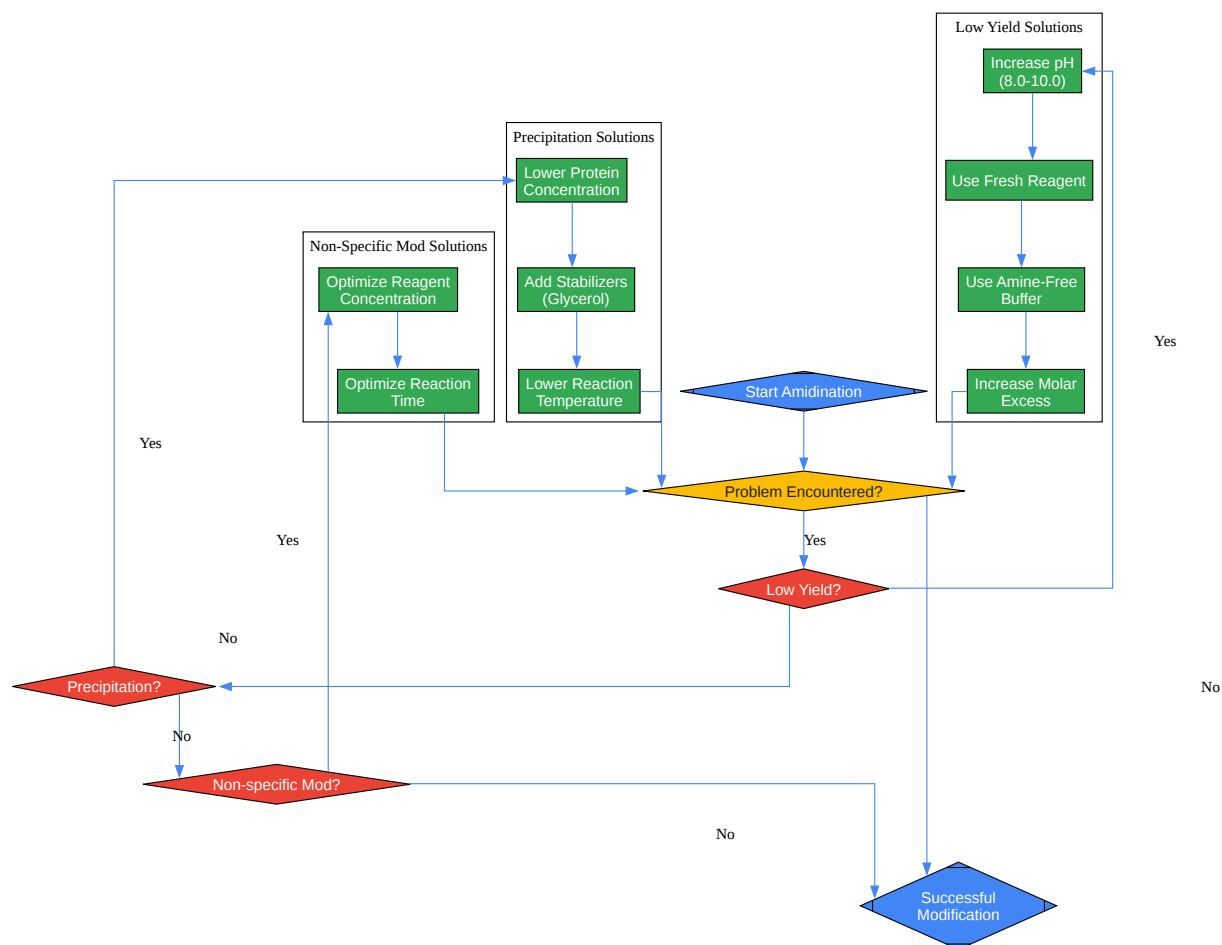 Low Yield Solutions
Increase pH
(8.0-10.0)
Use Fresh Reagent
Use Amine-Free
Buffer
Increase Molar
Excess
Precipitation Solutions
Lower Protein
Concentration
Add Stabilizers
(Glycerol)
Lower Reaction
Temperature
Non-Specific Mod Solutions
Optimize Reagent
Concentration
Optimize Reaction
Time
Start Amidination
Problem Encountered?
Yes
Low Yield?
Yes
No
Precipitation?
Yes
No
Non-specific Mod?
Yes
No
No
Successful
Modification